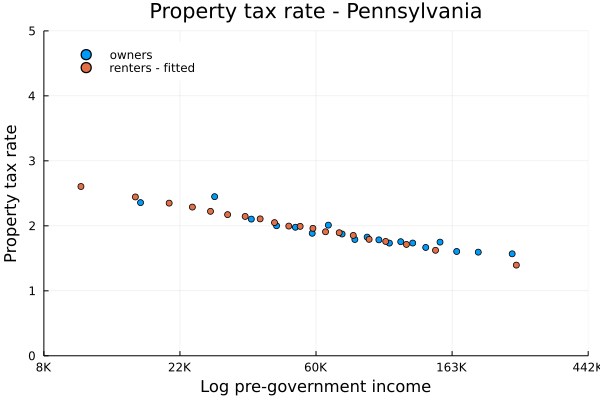 Property tax rate - Pennsylvania
owners
renters - fitted
Property tax rate
5
4
3
2
1
0
8K 22K 60K 163K 442K
Log pre-government income